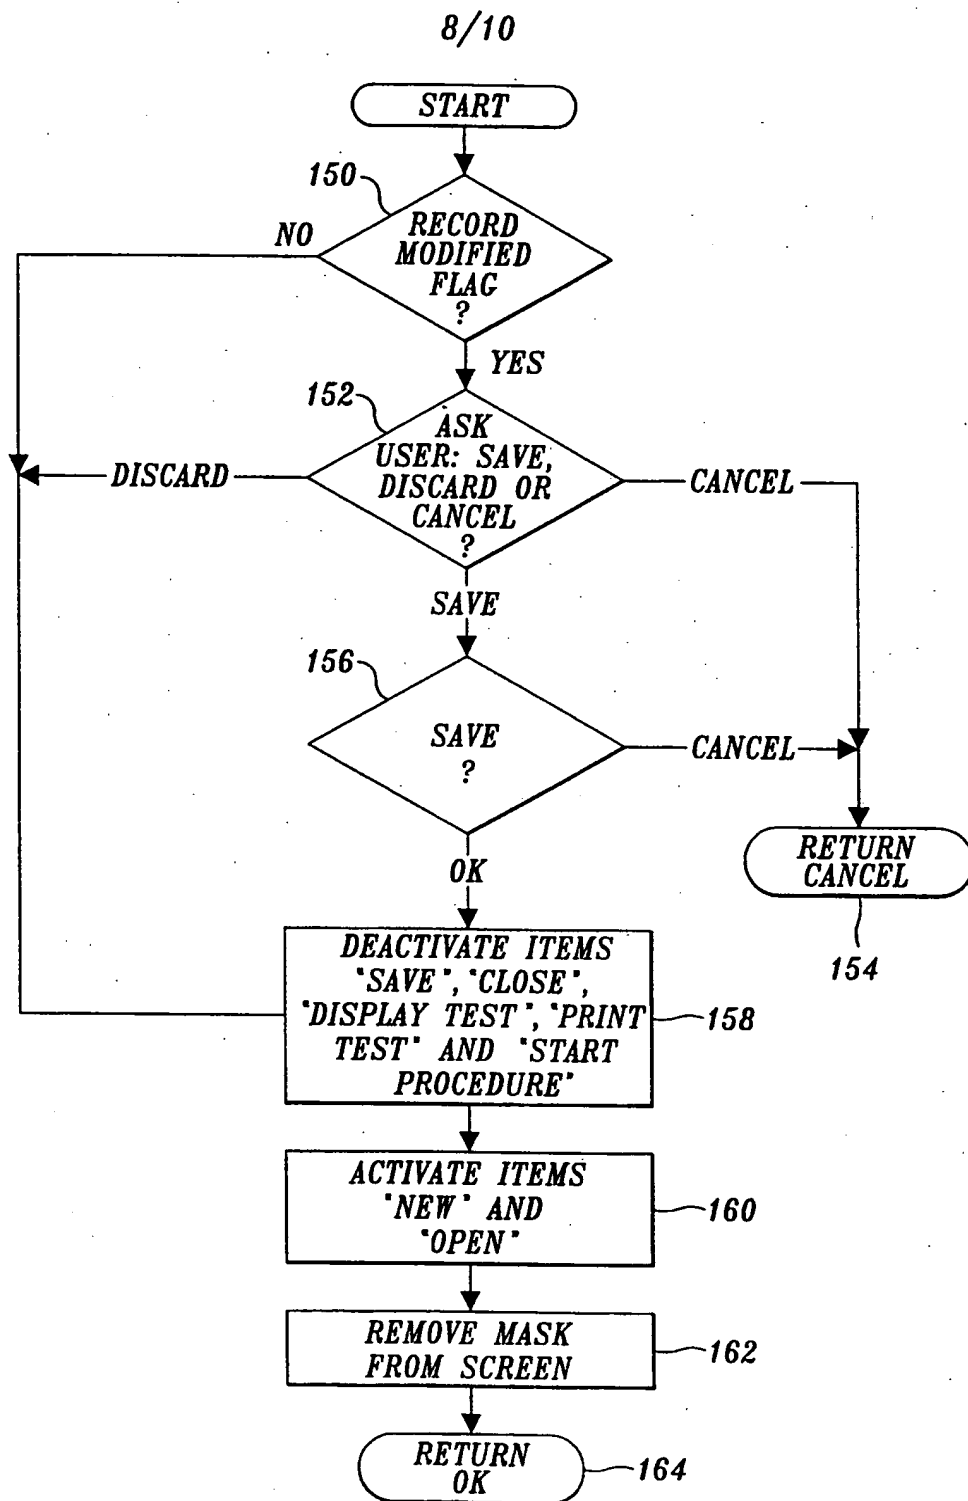 8/10
START
150
RECORD
MODIFIED
FLAG
?
NO
YES
152
ASK
USER: SAVE,
DISCARD OR
CANCEL
?
DISCARD
CANCEL
SAVE
156
SAVE
?
CANCEL
OK
RETURN
CANCEL
154
DEACTIVATE ITEMS
"SAVE", "CLOSE",
"DISPLAY TEST", "PRINT
TEST" AND "START
PROCEDURE"
158
ACTIVATE ITEMS
"NEW" AND
"OPEN"
160
REMOVE MASK
FROM SCREEN
162
RETURN
OK
164